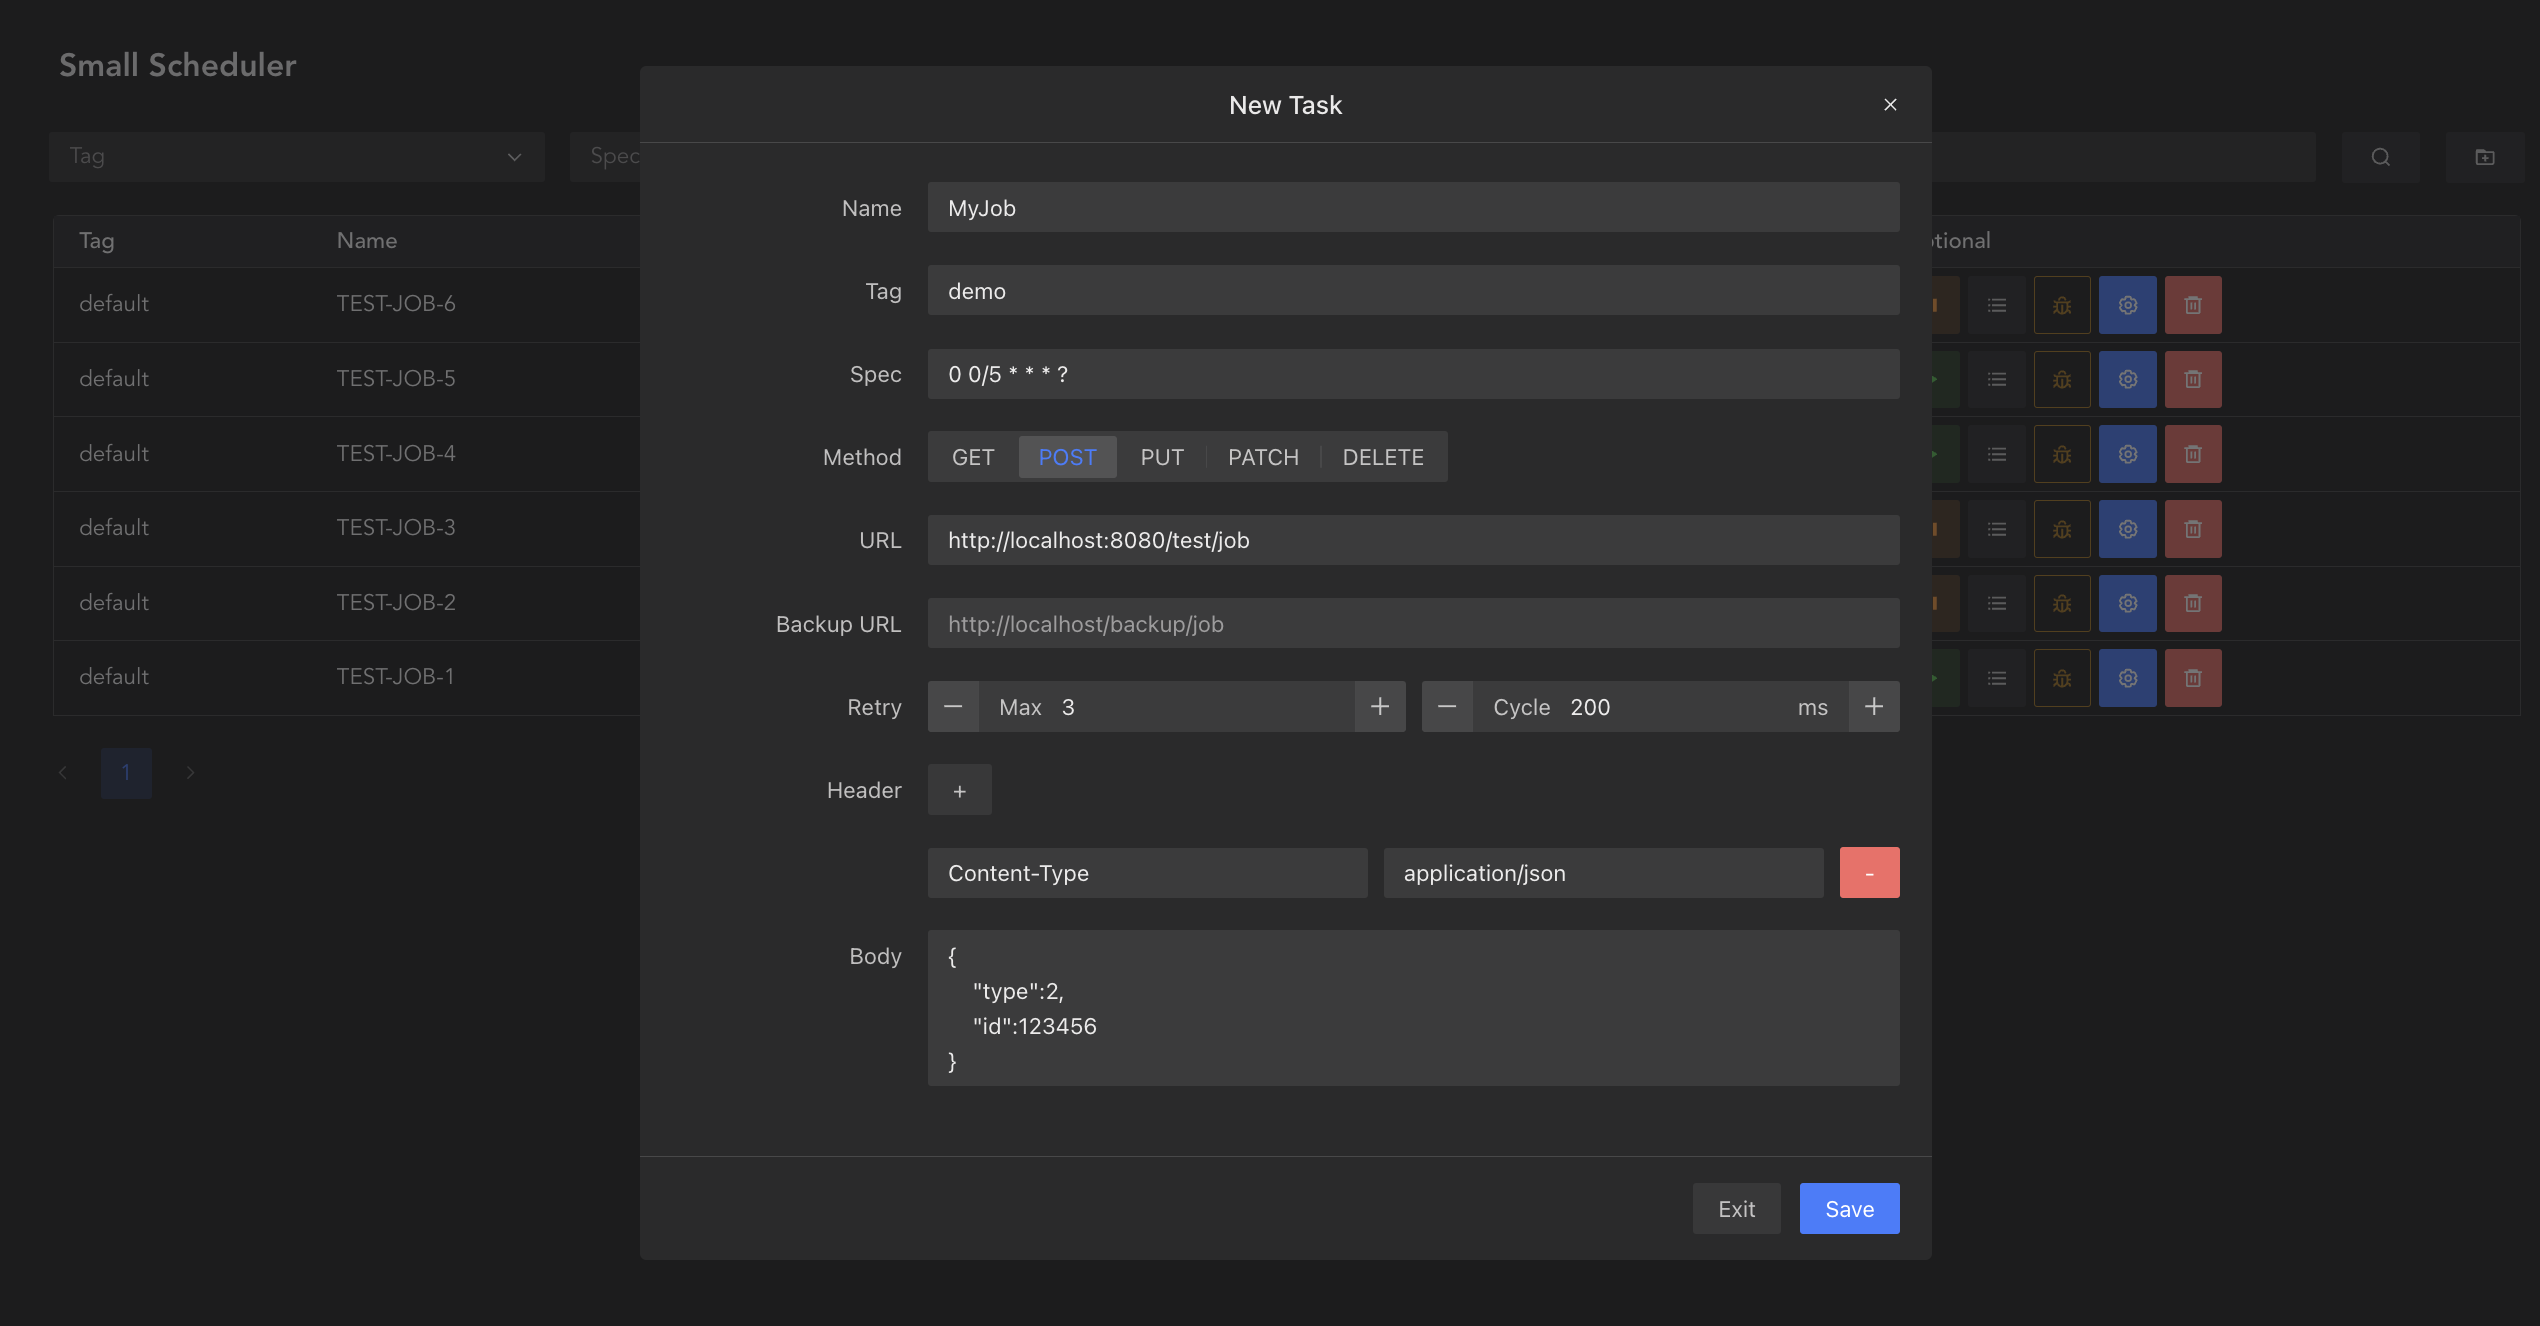 Small Scheduler
Tag
Spec
Tag Name
default TEST-JOB-6
default TEST-JOB-5
default TEST-JOB-4
default TEST-JOB-3
default TEST-JOB-2
default TEST-JOB-1
1
New Task
Name MyJob
Tag demo
Spec 0 0/5 * * * ?
Method GET POST PUT PATCH DELETE
URL http://localhost:8080/test/job
Backup URL http://localhost/backup/job
Retry Max 3 Cycle 200 ms
Header +
Content-Type application/json -
Body {
"type":2,
"id":123456
}
Exit Save
tional